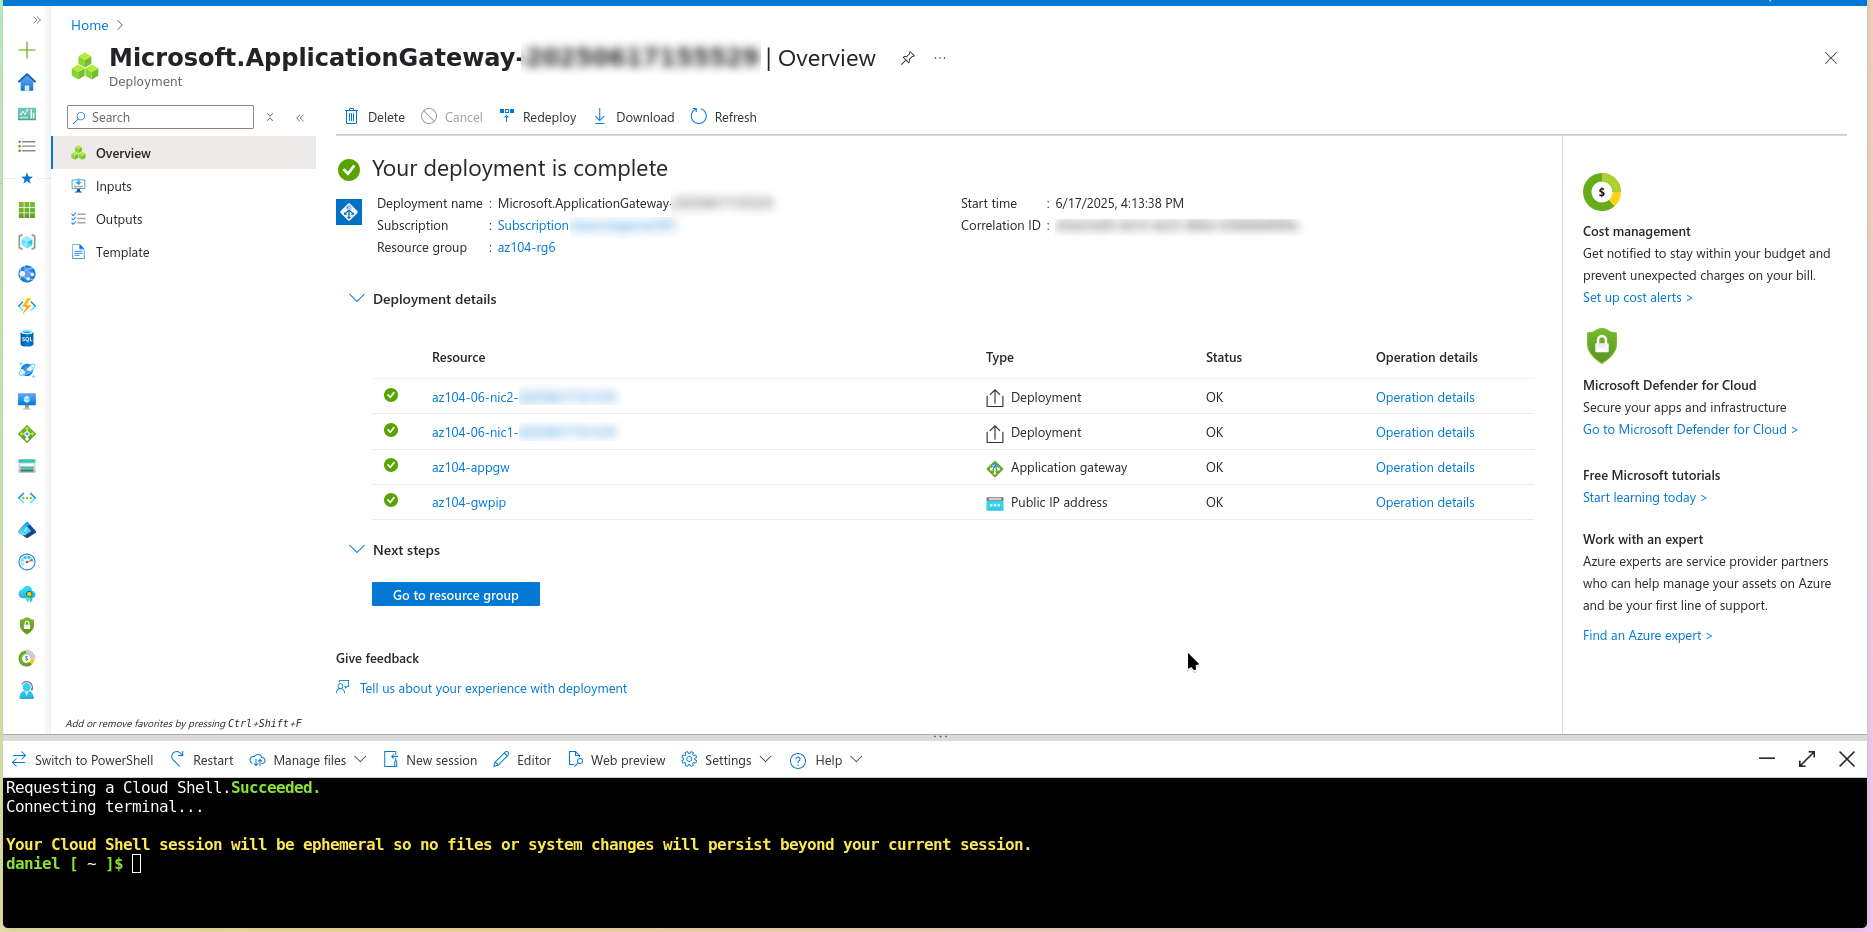 Home
Microsoft.ApplicationGateway- | Overview
Deployment
Search
Delete
Cancel
Redeploy
Download
Refresh
Overview
Inputs
Outputs
Template
Your deployment is complete
Deployment name : Microsoft.ApplicationGateway-
Subscription : Subscription
Resource group : az104-rg6
Start time : 6/17/2025, 4:13:38 PM
Correlation ID :
Deployment details
Resource Type Status Operation details
az104-06-nic2- Deployment OK Operation details
az104-06-nic1- Deployment OK Operation details
az104-appgw Application gateway OK Operation details
az104-gwpip Public IP address OK Operation details
Next steps
Go to resource group
Give feedback
Tell us about your experience with deployment
Cost management
Get notified to stay within your budget and
prevent unexpected charges on your bill.
Set up cost alerts >
Microsoft Defender for Cloud
Secure your apps and infrastructure
Go to Microsoft Defender for Cloud >
Free Microsoft tutorials
Start learning today >
Work with an expert
Azure experts are service provider partners
who can help manage your assets on Azure
and be your first line of support.
Find an Azure expert >
Add or remove favorites by pressing Ctrl+Shift+F
Switch to PowerShell
Restart
Manage files
New session
Editor
Web preview
Settings
Help
Requesting a Cloud Shell.Succeeded.
Connecting terminal...
Your Cloud Shell session will be ephemeral so no files or system changes will persist beyond your current session.
daniel [ ~ ]$